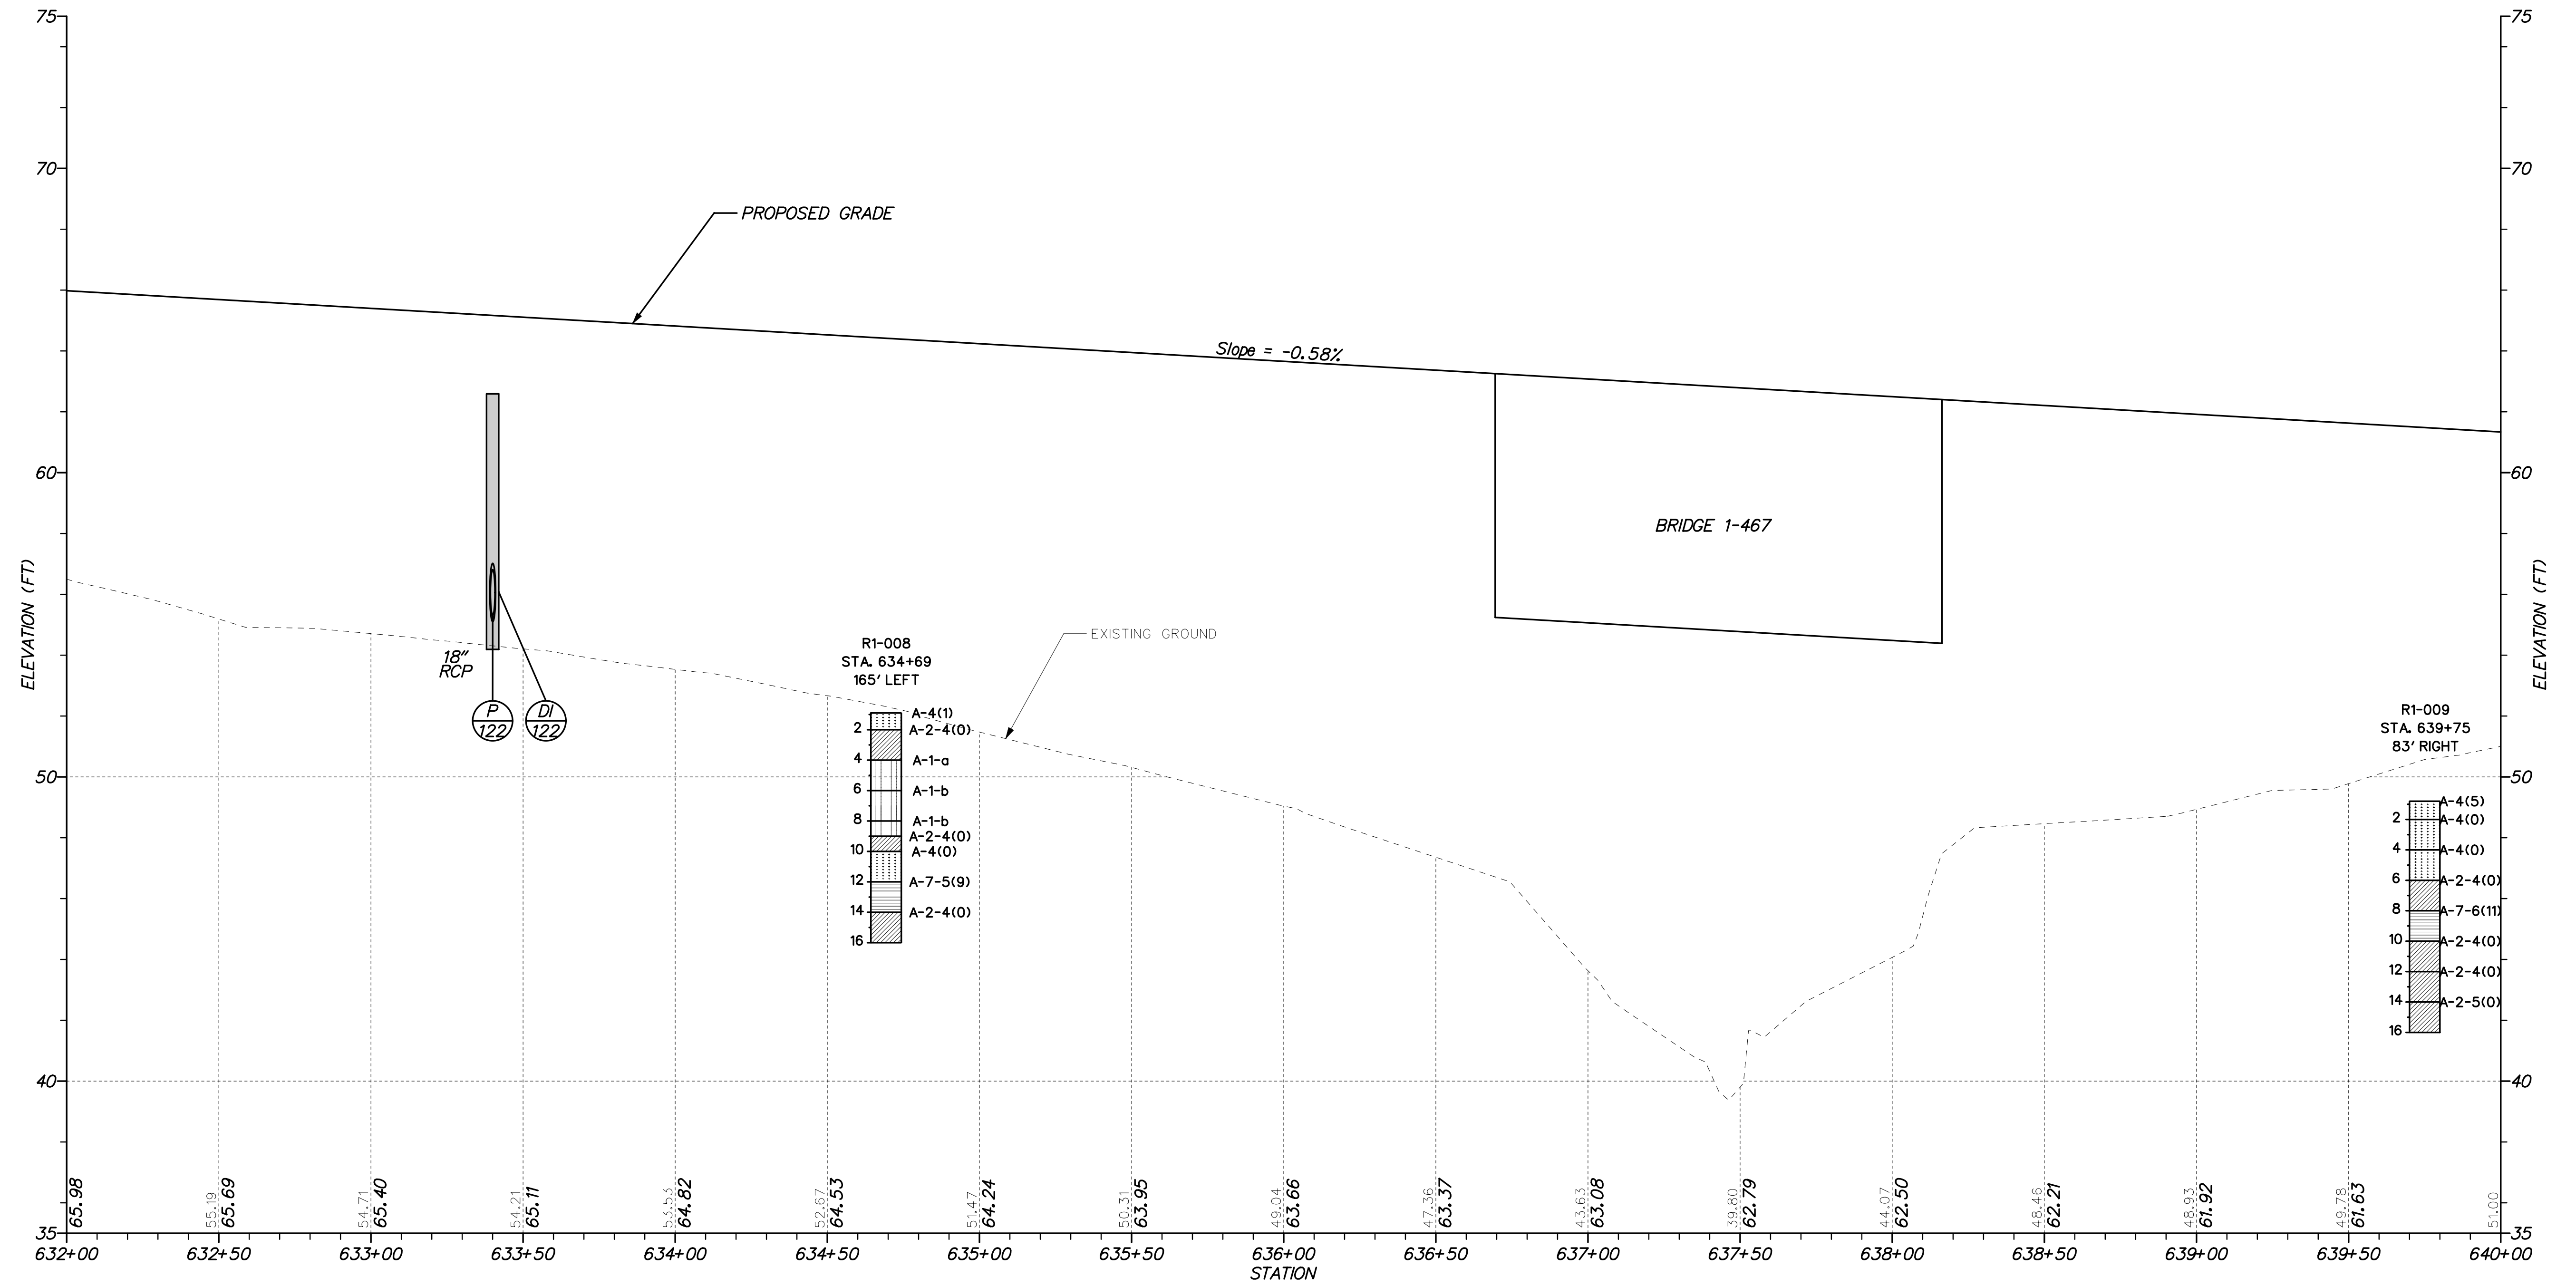 75
75
70
70
PROPOSED GRADE
Slope = -0.58%
60
60
BRIDGE 1-467
ELEVATION (FT)
ELEVATION (FT)
EXISTING GROUND
18"
RCP
P
122
DI
122
R1-008
STA. 634+69
165' LEFT
A-4(1)
2
A-2-4(0)
4
A-1-a
6
A-1-b
8
A-1-b
A-2-4(0)
10
A-4(0)
12
A-7-5(9)
14
A-2-4(0)
16
R1-009
STA. 639+75
83' RIGHT
A-4(5)
2
A-4(0)
4
A-4(0)
6
A-2-4(0)
8
A-7-6(11)
10
A-2-4(0)
12
A-2-4(0)
14
A-2-5(0)
16
50
50
40
40
65.98
55.19
65.69
54.71
65.40
54.21
65.11
53.53
64.82
52.67
64.53
51.47
64.24
50.31
63.95
49.04
63.66
47.36
63.37
43.63
63.08
39.80
62.79
44.07
62.50
48.46
62.21
48.93
61.92
49.78
61.63
51.00
35
35
632+00 632+50 633+00 633+50 634+00 634+50 635+00 635+50 636+00 636+50 637+00 637+50 638+00 638+50 639+00 639+50 640+00
STATION